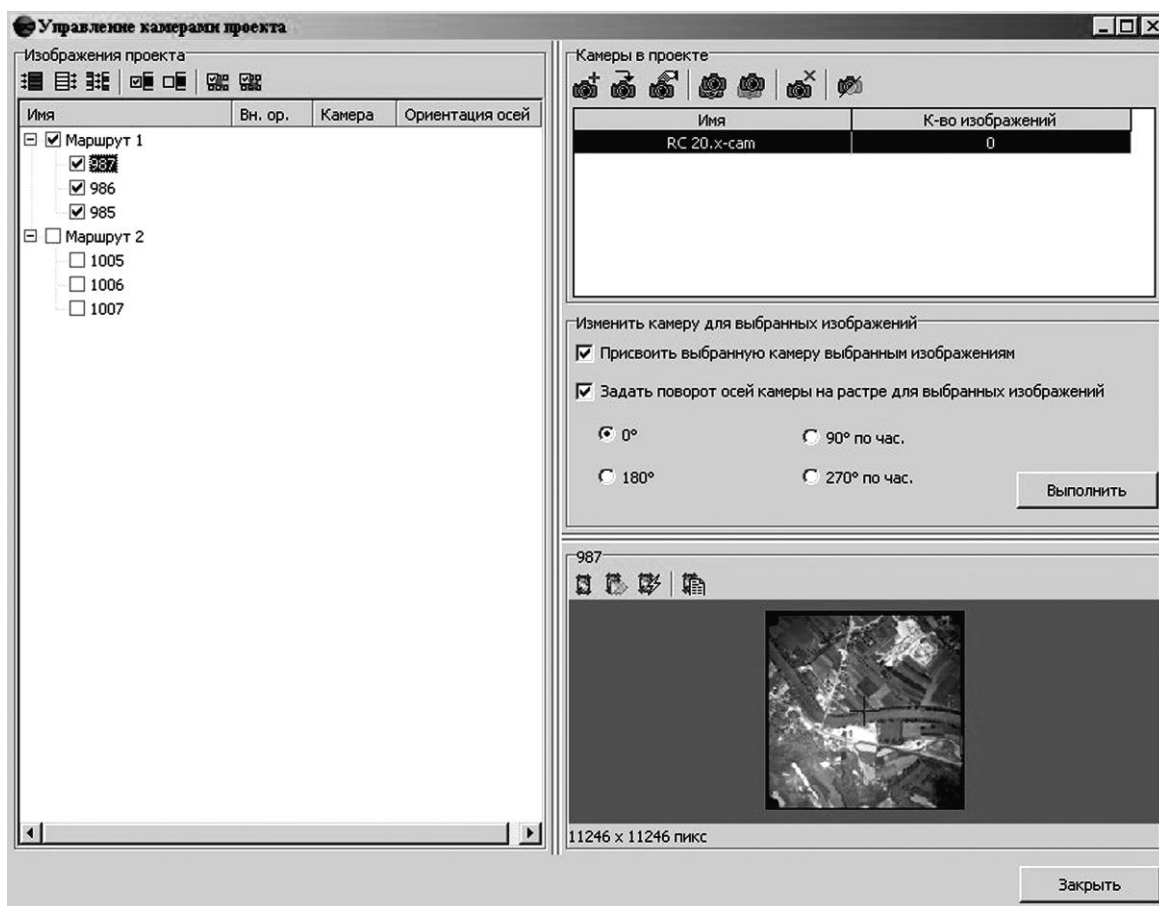 Управление камерами проекта
Изображения проекта
Имя Вн. ор. Камера Ориентация осей
Маршрут 1
987
986
985
Маршрут 2
1005
1006
1007
Камеры в проекте
Имя К-во изображений
RC 20.x-cam 0
Изменить камеру для выбранных изображений
Присвоить выбранную камеру выбранным изображениям
Задать поворот осей камеры на растре для выбранных изображений
0° 90° по час.
180° 270° по час.
Выполнить
987
11246 x 11246 пикс
Закрыть